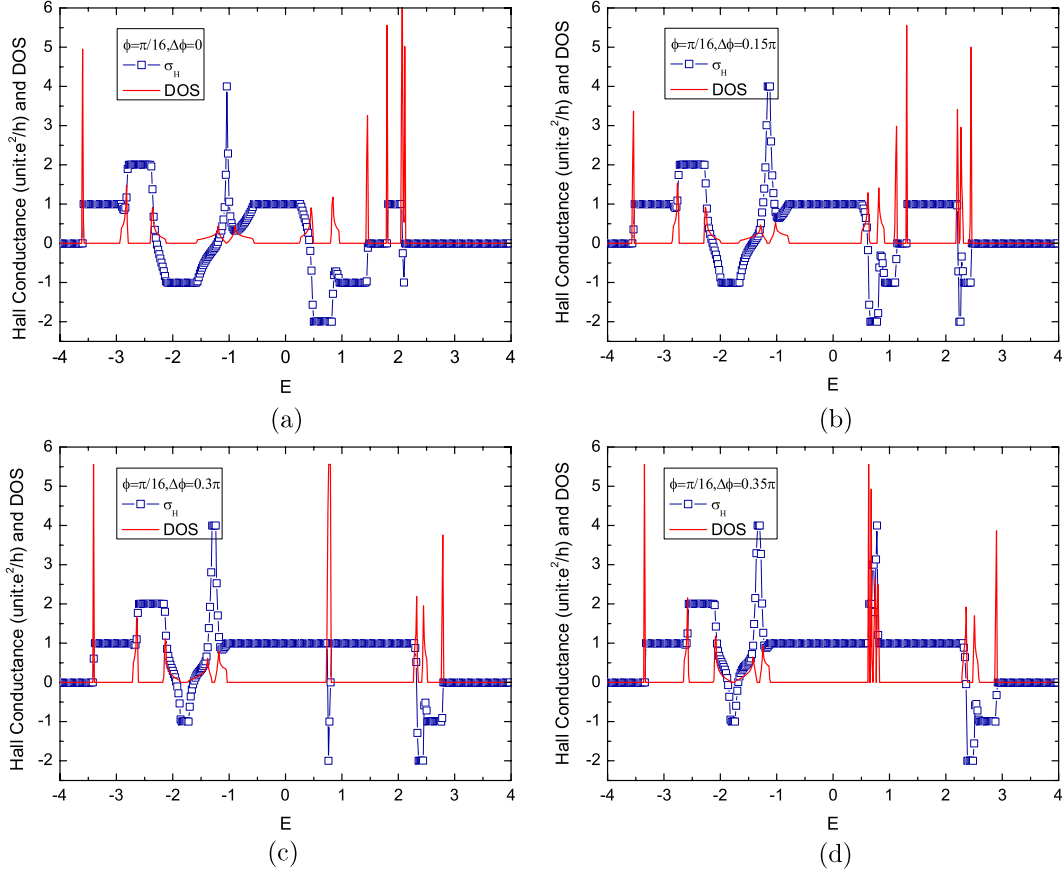 Hall Conductance (unit:e²/h) and DOS
6
5
4
3
2
1
0
-1
-2
ϕ=π/16,Δϕ=0
σ_H
DOS
-4 -3 -2 -1 0 1 2 3 4
E
(a)
Hall Conductance (unit:e²/h) and DOS
6
5
4
3
2
1
0
-1
-2
ϕ=π/16,Δϕ=0.15π
σ_H
DOS
-4 -3 -2 -1 0 1 2 3 4
E
(b)
Hall Conductance (unit:e²/h) and DOS
6
5
4
3
2
1
0
-1
-2
ϕ=π/16,Δϕ=0.3π
σ_H
DOS
-4 -3 -2 -1 0 1 2 3 4
E
(c)
Hall Conductance (unit:e²/h) and DOS
6
5
4
3
2
1
0
-1
-2
ϕ=π/16,Δϕ=0.35π
σ_H
DOS
-4 -3 -2 -1 0 1 2 3 4
E
(d)